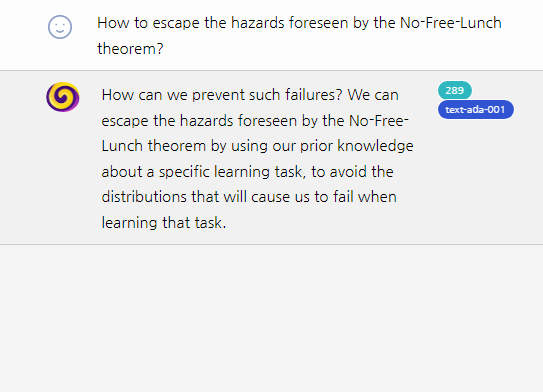 How to escape the hazards foreseen by the No-Free-Lunch
theorem?
How can we prevent such failures? We can
289
escape the hazards foreseen by the No-Free-
text-ada-001
Lunch theorem by using our prior knowledge
about a specific learning task, to avoid the
distributions that will cause us to fail when
learning that task.